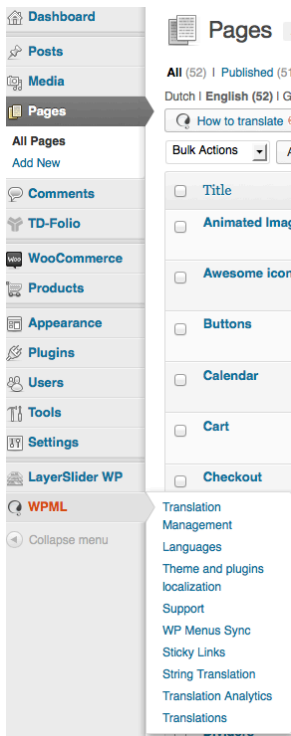 Dashboard
Posts
Media
Pages
All Pages
Add New
Comments
TD-Folio
WooCommerce
Products
Appearance
Plugins
Users
Tools
Settings
LayerSlider WP
WPML
Collapse menu
Pages
All (52) | Published (51
Dutch | English (52) | G
How to translate
Bulk Actions
Title
Animated Imag
Awesome icon
Buttons
Calendar
Cart
Checkout
Translation
Management
Languages
Theme and plugins
localization
Support
WP Menus Sync
Sticky Links
String Translation
Translation Analytics
Translations